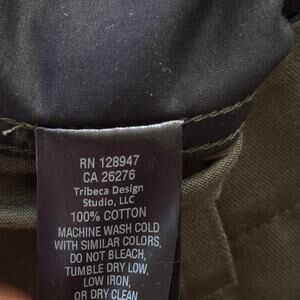 RN 128947
CA 26276
Tribeca Design
Studio, LLC
100% COTTON
MACHINE WASH COLD
WITH SIMILAR COLORS,
DO NOT BLEACH,
TUMBLE DRY LOW,
LOW IRON,
OR DRY CLEAN